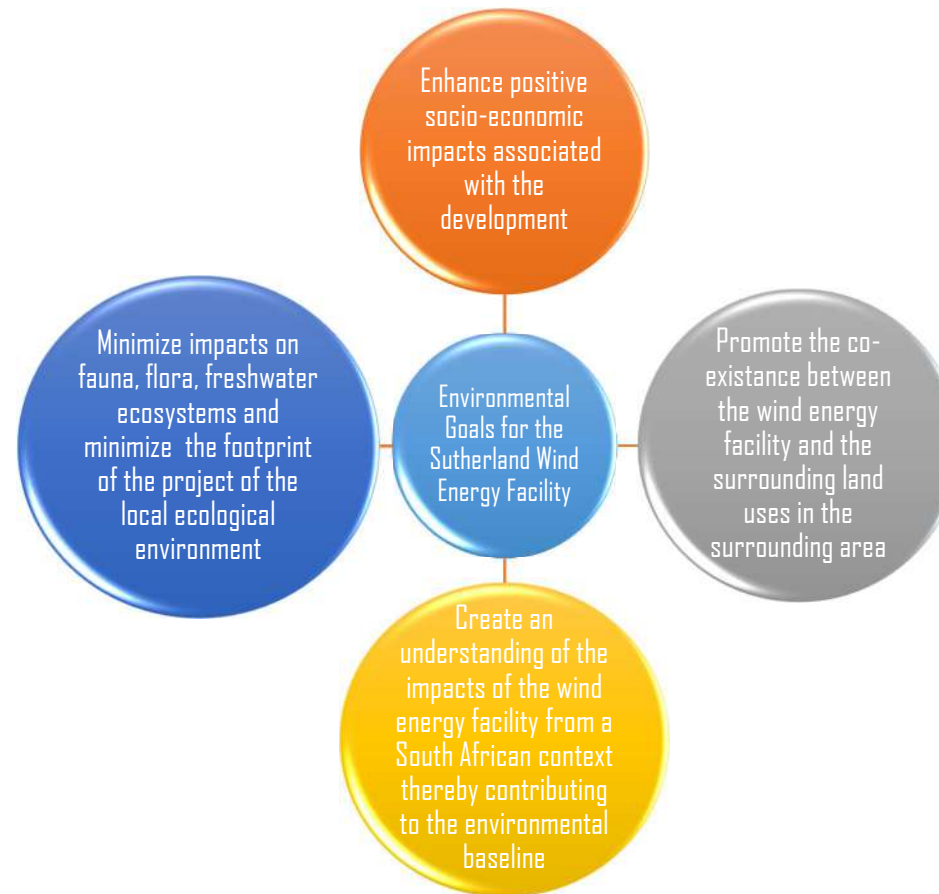 Enhance positive
socio-economic
impacts associated
with the
development
Minimize impacts on
fauna, flora, freshwater
ecosystems and
minimize the footprint
of the project of the
local ecological
environment
Environmental
Goals for the
Sutherland Wind
Energy Facility
Promote the co-
existance between
the wind energy
facility and the
surrounding land
uses in the
surrounding area
Create an
understanding of the
impacts of the wind
energy facility from a
South African context
thereby contributing
to the environmental
baseline